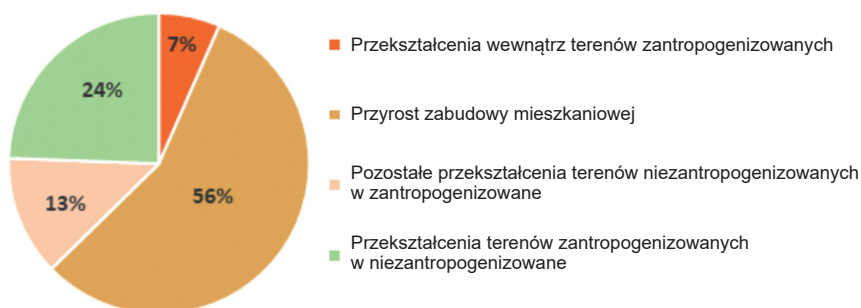 7%
24%
13%
56%
Przekształcenia wewnątrz terenów zantropogenizowanych
Przyrost zabudowy mieszkaniowej
Pozostałe przekształcenia terenów niezantropogenizowanych
w zantropogenizowane
Przekształcenia terenów zantropogenizowanych
w niezantropogenizowane